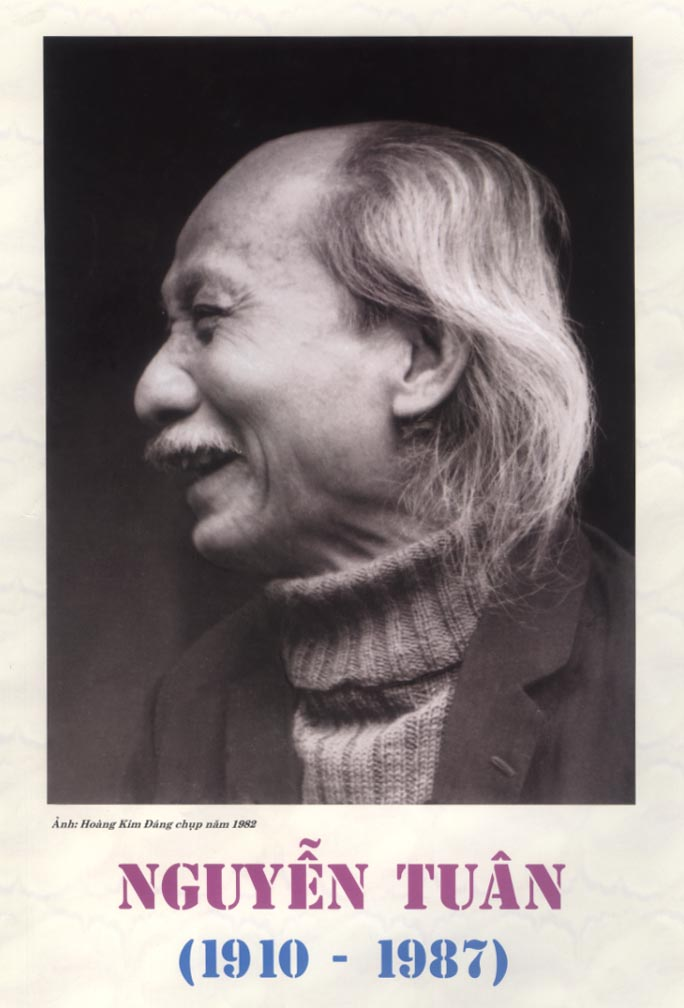 Ảnh: Hoàng Kim Đáng chụp năm 1982
NGUYỄN TUÂN
(1910 - 1987)